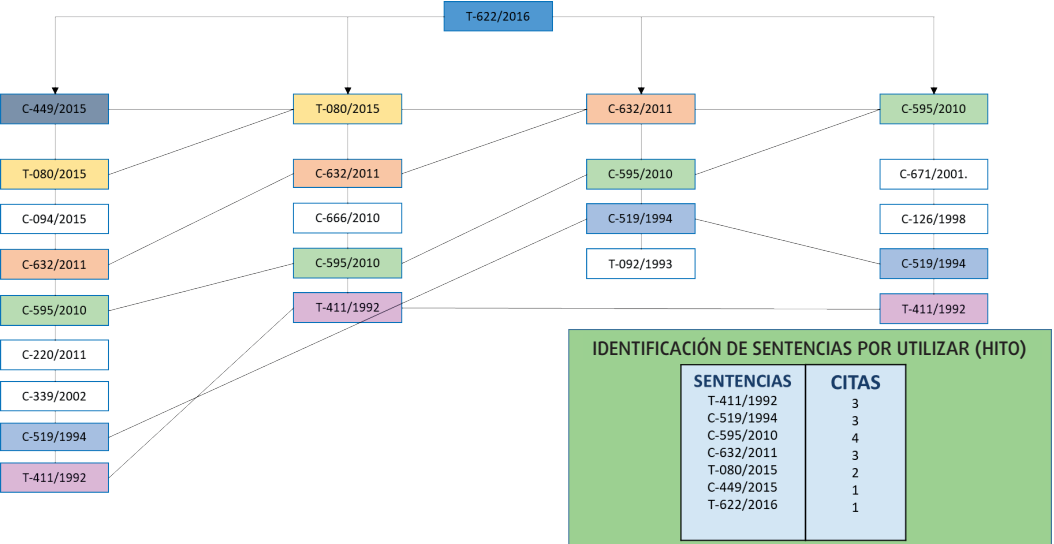 T-622/2016
C-449/2015
T-080/2015
C-632/2011
C-595/2010
T-080/2015
C-094/2015
C-632/2011
C-595/2010
C-220/2011
C-339/2002
C-519/1994
T-411/1992
C-632/2011
C-666/2010
C-595/2010
T-411/1992
C-595/2010
C-519/1994
T-092/1993
C-671/2001.
C-126/1998
C-519/1994
T-411/1992
IDENTIFICACIÓN DE SENTENCIAS POR UTILIZAR (HITO)
SENTENCIAS CITAS
T-411/1992 3
C-519/1994 3
C-595/2010 4
C-632/2011 3
T-080/2015 2
C-449/2015 1
T-622/2016 1